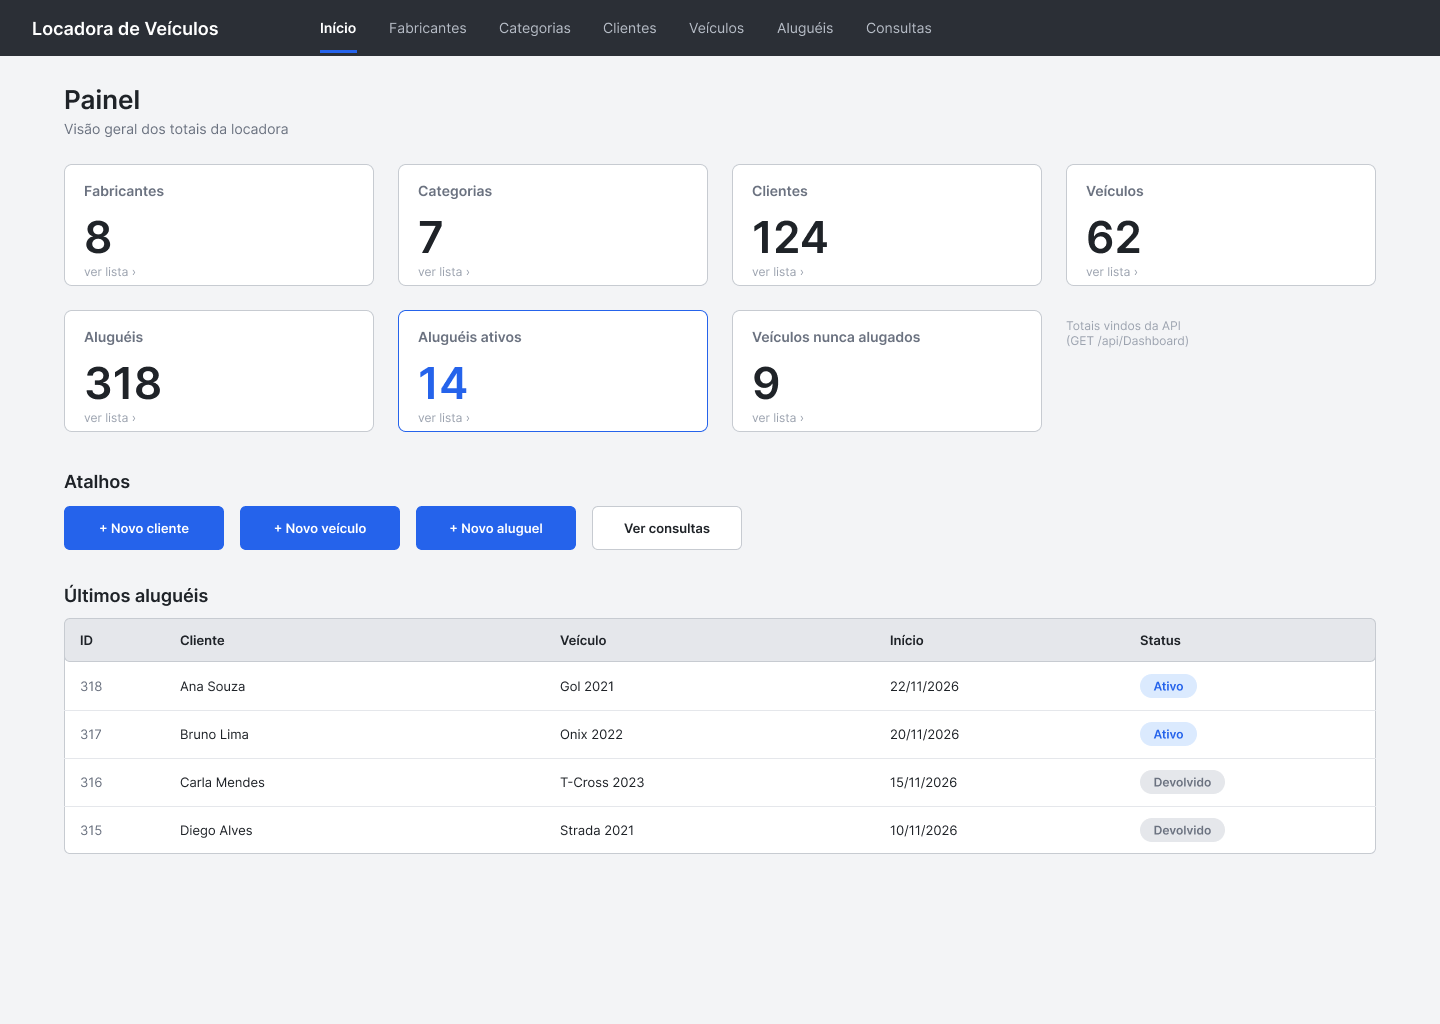 Locadora de Veículos
Início Fabricantes Categorias Clientes Veículos Aluguéis Consultas
Painel
Visão geral dos totais da locadora
Fabricantes
8
ver lista ›
Categorias
7
ver lista ›
Clientes
124
ver lista ›
Veículos
62
ver lista ›
Aluguéis
318
ver lista ›
Aluguéis ativos
14
ver lista ›
Veículos nunca alugados
9
ver lista ›
Totais vindos da API
(GET /api/Dashboard)
Atalhos
+ Novo cliente
+ Novo veículo
+ Novo aluguel
Ver consultas
Últimos aluguéis
ID Cliente Veículo Início Status
318 Ana Souza Gol 2021 22/11/2026 Ativo
317 Bruno Lima Onix 2022 20/11/2026 Ativo
316 Carla Mendes T-Cross 2023 15/11/2026 Devolvido
315 Diego Alves Strada 2021 10/11/2026 Devolvido